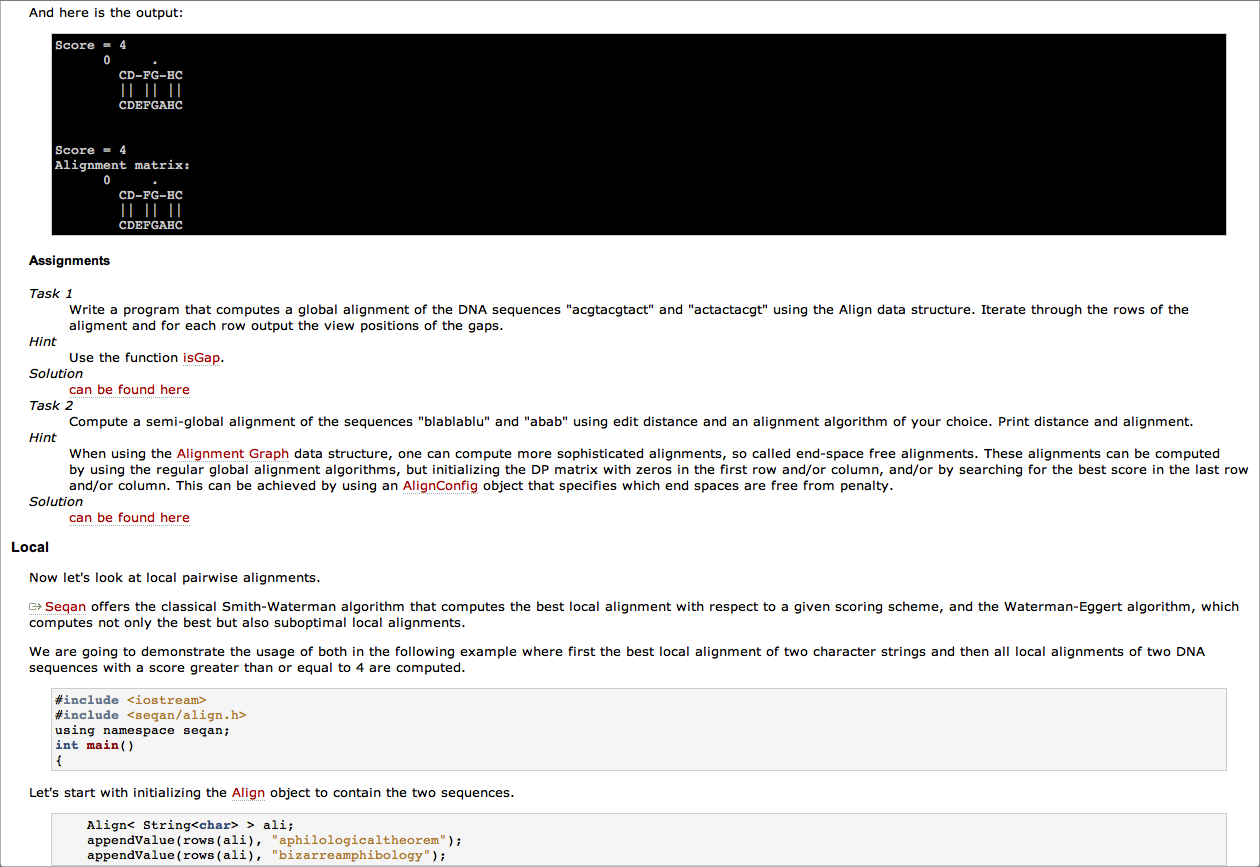 And here is the output:
Score = 4
0 .
CD-FG-HC
|| || ||
CDEFGAHC
Score = 4
Alignment matrix:
0 .
CD-FG-HC
|| || ||
CDEFGAHC
Assignments
Task 1
Write a program that computes a global alignment of the DNA sequences "acgtacgtact" and "actactacgt" using the Align data structure. Iterate through the rows of the
aligment and for each row output the view positions of the gaps.
Hint
Use the function isGap.
Solution
can be found here
Task 2
Compute a semi-global alignment of the sequences "blablablu" and "abab" using edit distance and an alignment algorithm of your choice. Print distance and alignment.
Hint
When using the Alignment Graph data structure, one can compute more sophisticated alignments, so called end-space free alignments. These alignments can be computed
by using the regular global alignment algorithms, but initializing the DP matrix with zeros in the first row and/or column, and/or by searching for the best score in the last row
and/or column. This can be achieved by using an AlignConfig object that specifies which end spaces are free from penalty.
Solution
can be found here
Local
Now let's look at local pairwise alignments.
Seqan offers the classical Smith-Waterman algorithm that computes the best local alignment with respect to a given scoring scheme, and the Waterman-Eggert algorithm, which
computes not only the best but also suboptimal local alignments.
We are going to demonstrate the usage of both in the following example where first the best local alignment of two character strings and then all local alignments of two DNA
sequences with a score greater than or equal to 4 are computed.
#include <iostream>
#include <seqan/align.h>
using namespace seqan;
int main()
{
Let's start with initializing the Align object to contain the two sequences.
Align< String<char> > ali;
appendValue(rows(ali), "aphilologicaltheorem");
appendValue(rows(ali), "bizarreamphibology");